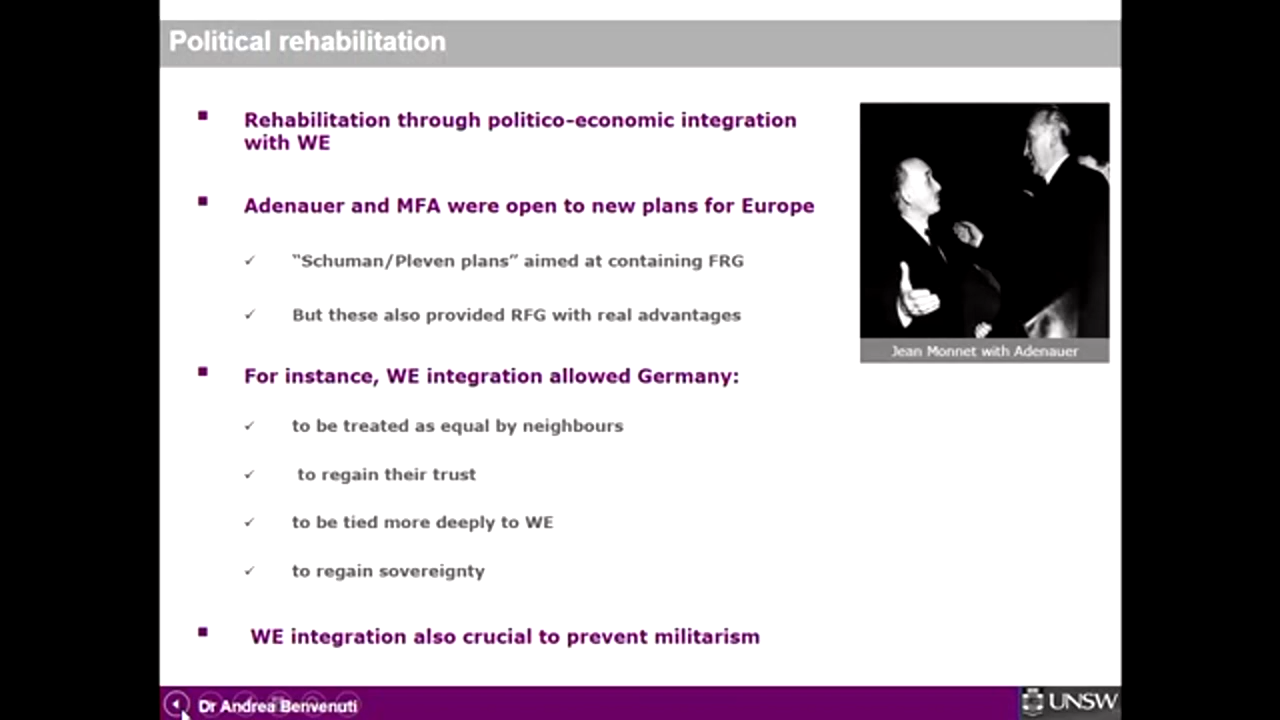 Political rehabilitation
Rehabilitation through politico-economic integration
with WE
Adenauer and MFA were open to new plans for Europe
“Schuman/Pleven plans” aimed at containing FRG
But these also provided RFG with real advantages
Jean Monnet with Adenauer
For instance, WE integration allowed Germany:
to be treated as equal by neighbours
to regain their trust
to be tied more deeply to WE
to regain sovereignty
WE integration also crucial to prevent militarism
Dr Andrea Benvenuti
UNSW